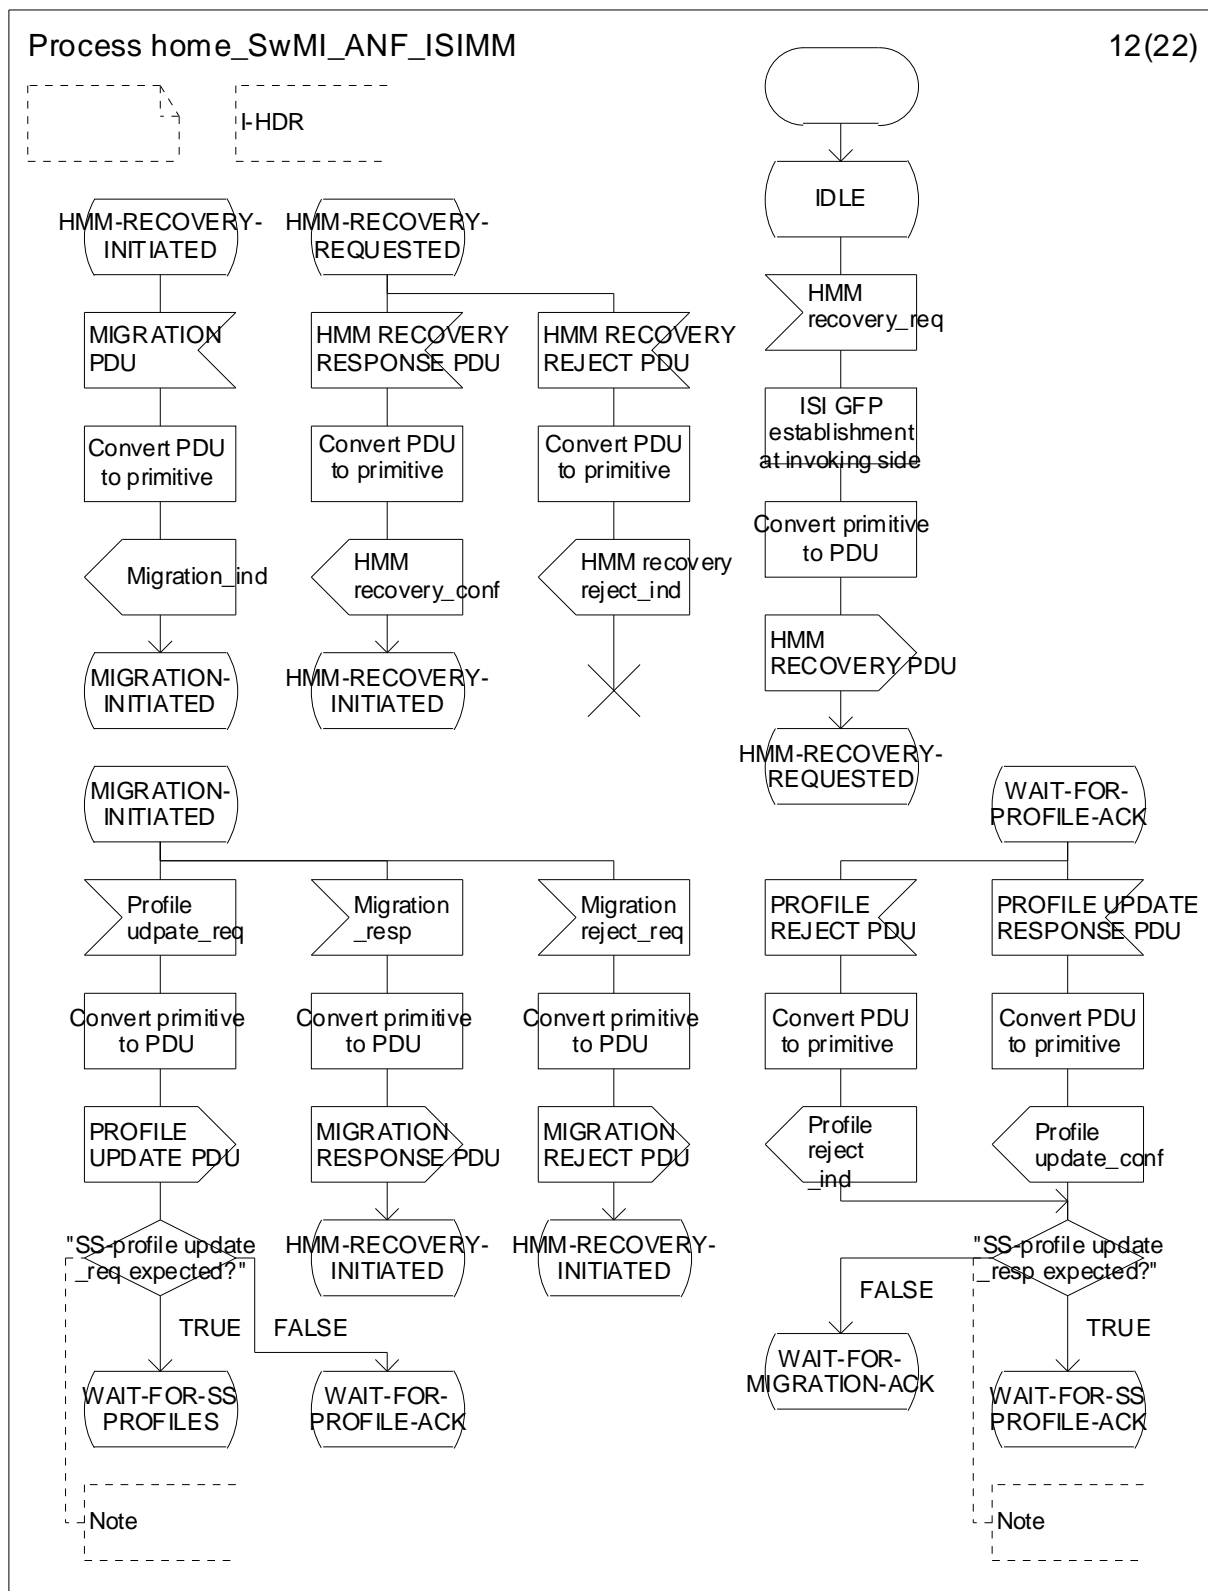 Process home_SwMI_ANF_ISIMM
12(22)
I-HDR
IDLE
HMM
recovery_req
ISI GFP
establishment
at invoking side
Convert primitive
to PDU
HMM
RECOVERY PDU
HMM-RECOVERY-
REQUESTED
HMM-RECOVERY-
INITIATED
MIGRATION
PDU
Convert PDU
to primitive
Migration_ind
MIGRATION-
INITIATED
HMM-RECOVERY-
REQUESTED
HMM RECOVERY
RESPONSE PDU
Convert PDU
to primitive
HMM
recovery_conf
HMM-RECOVERY-
INITIATED
HMM RECOVERY
REJECT PDU
Convert PDU
to primitive
HMM recovery
reject_ind
MIGRATION-
INITIATED
Profile
udpate_req
Convert primitive
to PDU
PROFILE
UPDATE PDU
"SS-profile update
_req expected?"
TRUE
FALSE
WAIT-FOR-SS
PROFILES
WAIT-FOR-
PROFILE-ACK
Note
Migration
_resp
Convert primitive
to PDU
MIGRATION
RESPONSE PDU
HMM-RECOVERY-
INITIATED
Migration
reject_req
Convert primitive
to PDU
MIGRATION
REJECT PDU
HMM-RECOVERY-
INITIATED
WAIT-FOR-
PROFILE-ACK
PROFILE
REJECT PDU
Convert PDU
to primitive
Profile
reject
_ind
PROFILE UPDATE
RESPONSE PDU
Convert PDU
to primitive
Profile
update_conf
"SS-profile update
_resp expected?"
FALSE
TRUE
WAIT-FOR-
MIGRATION-ACK
WAIT-FOR-SS
PROFILE-ACK
Note